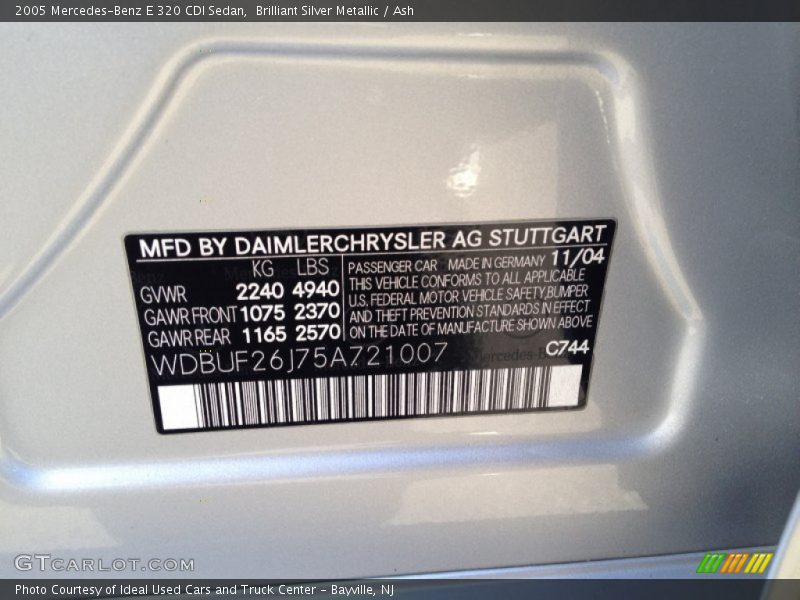 2005 Mercedes-Benz E 320 CDI Sedan,  Brilliant Silver Metallic / Ash
MFD BY DAIMLERCHRYSLER AG STUTTGART
KG LBS
GVWR 2240 4940
GAWR FRONT 1075 2370
GAWR REAR 1165 2570
PASSENGER CAR MADE IN GERMANY 11/04
THIS VEHICLE CONFORMS TO ALL APPLICABLE
U.S. FEDERAL MOTOR VEHICLE SAFETY,BUMPER
AND THEFT PREVENTION STANDARDS IN EFFECT
ON THE DATE OF MANUFACTURE SHOWN ABOVE
WDBUF26J75A721007
C744
GTCARLOT.COM
Photo Courtesy of Ideal Used Cars and Truck Center - Bayville, NJ